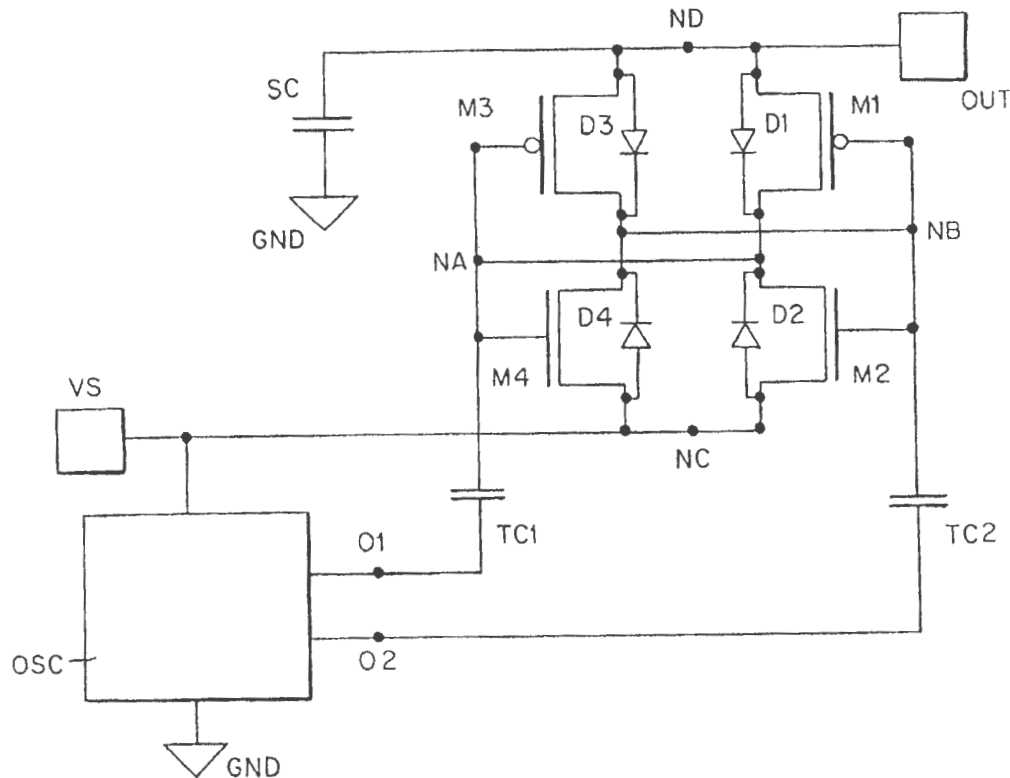 ND
SC
M3
D3
D1
M1
OUT
GND
NA
NB
D4
D2
M4
M2
VS
NC
TC1
TC2
O1
O2
OSC
GND